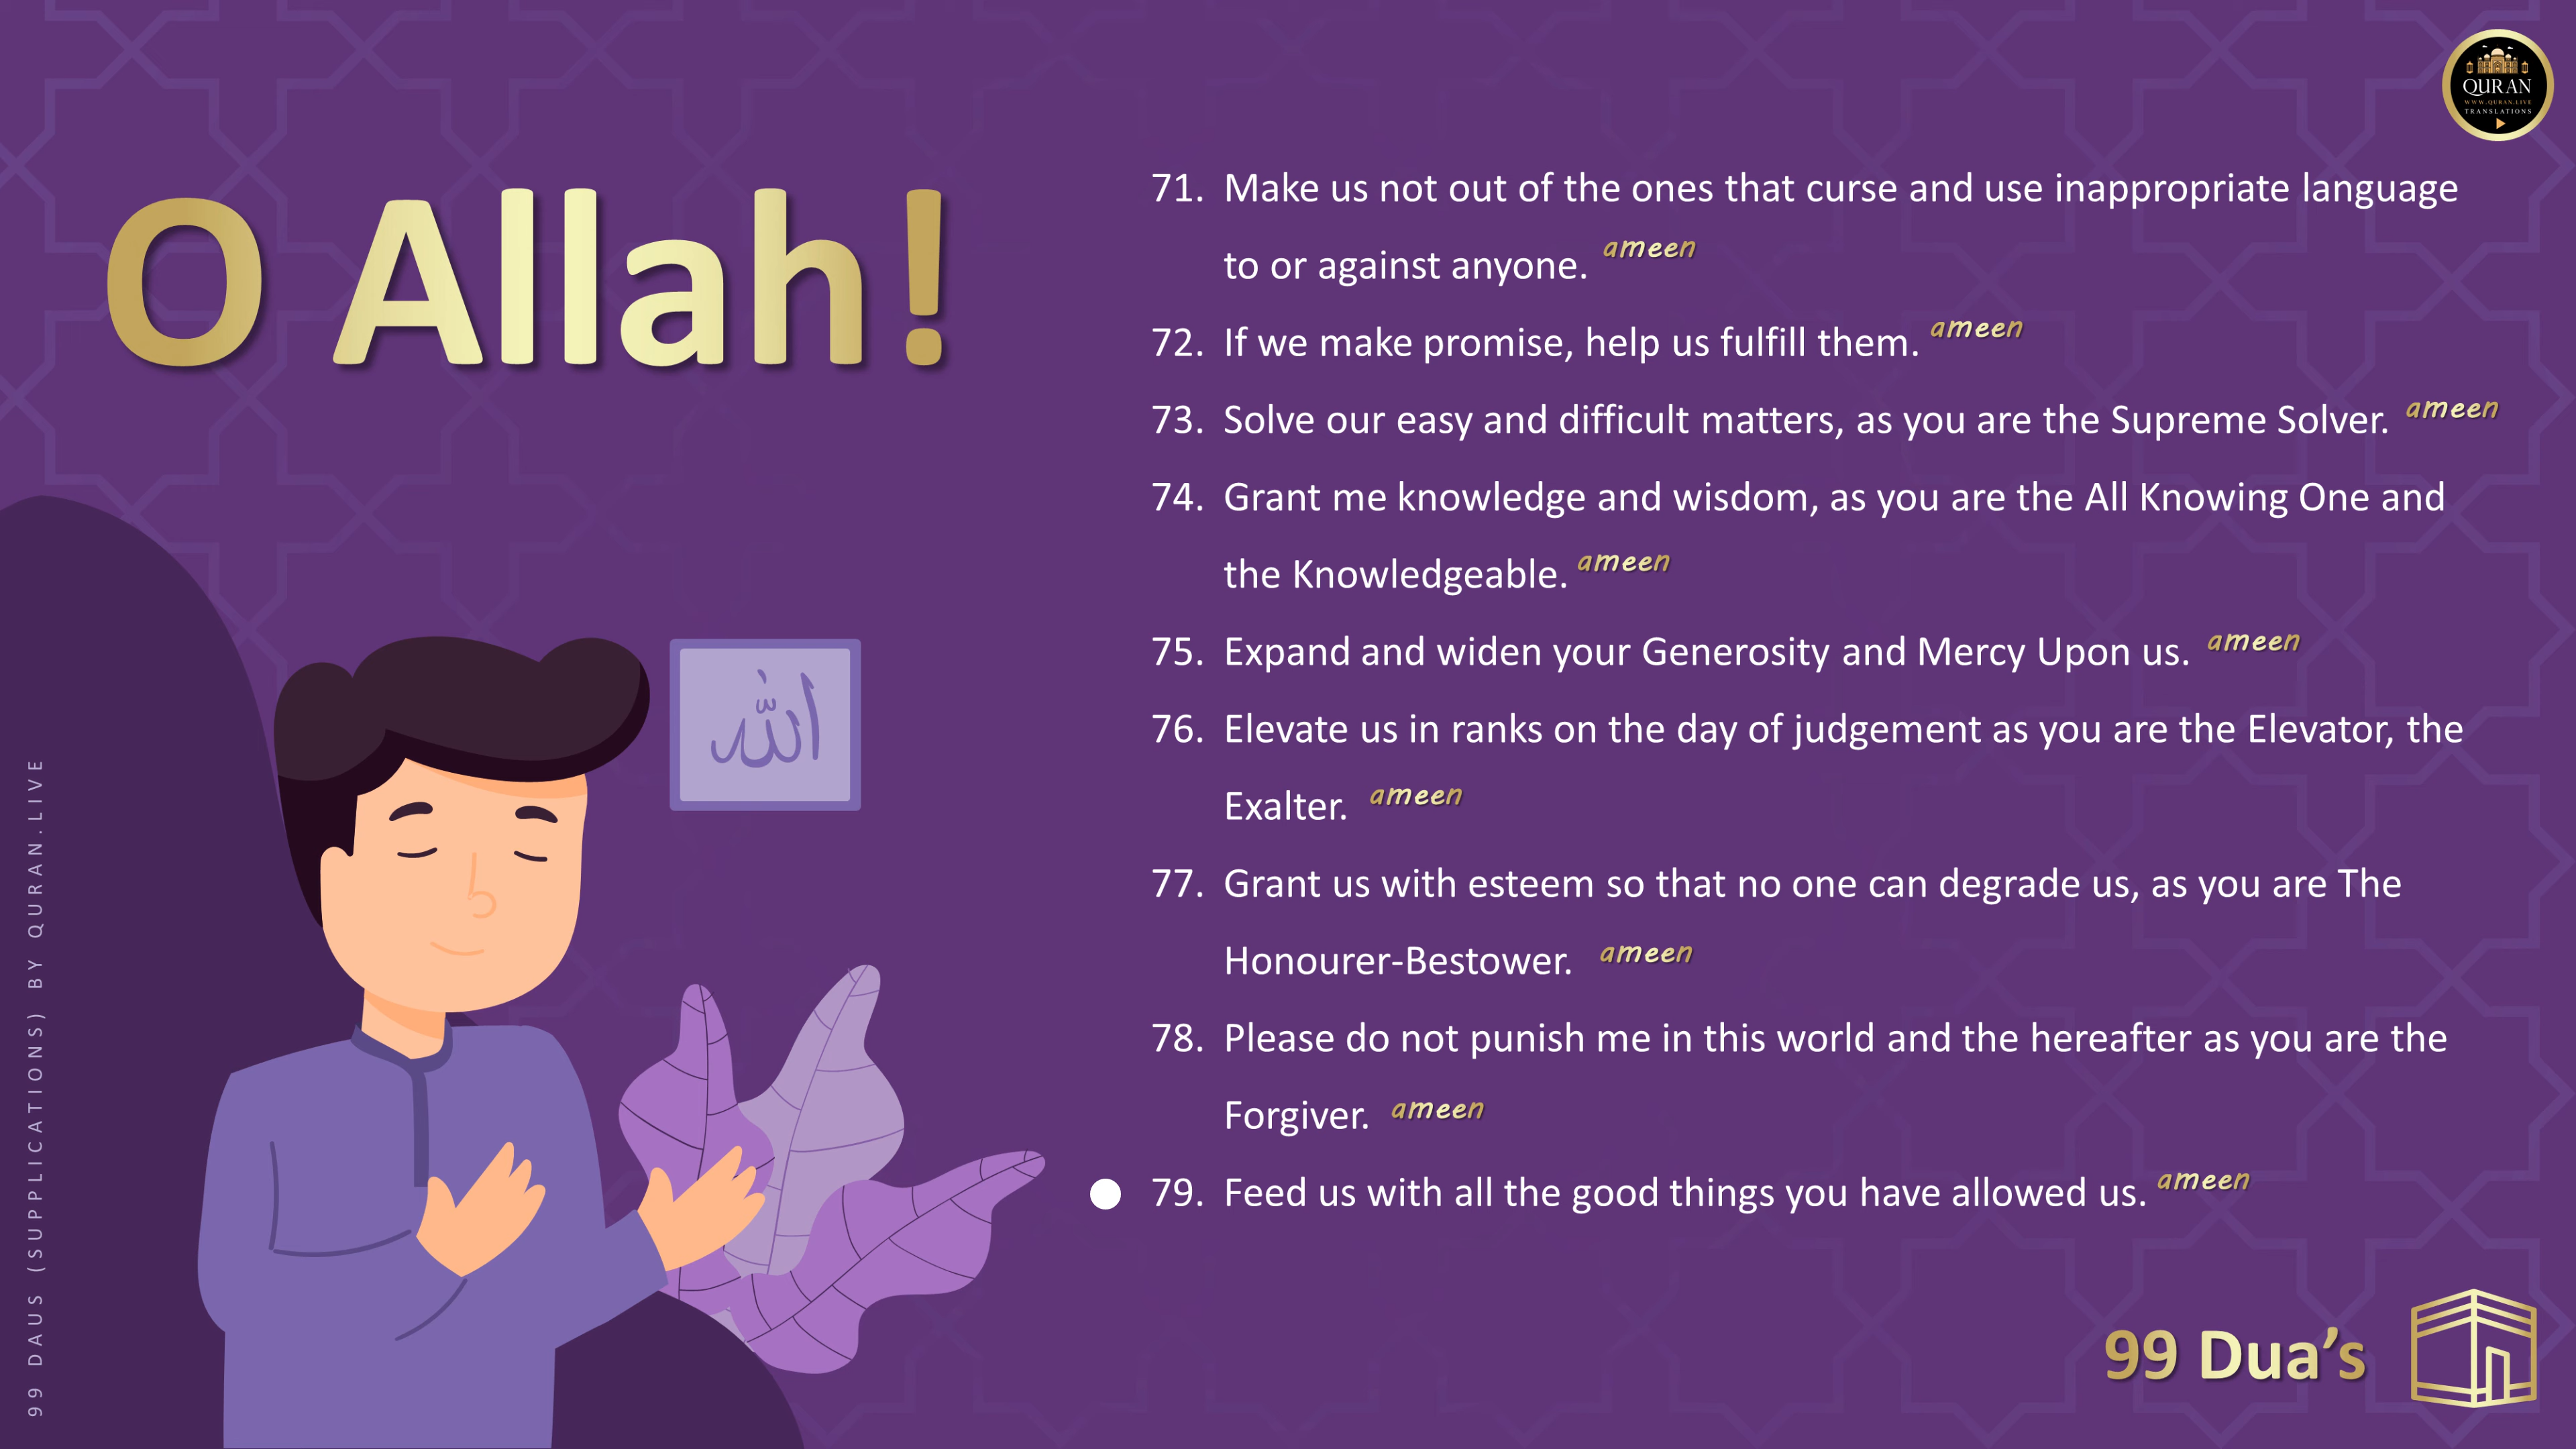 QURAN
WWW.QURAN.LIVE
TRANSLATIONS
O Allah!
الله
71. Make us not out of the ones that curse and use inappropriate language
to or against anyone. ameen
72. If we make promise, help us fulfill them. ameen
73. Solve our easy and difficult matters, as you are the Supreme Solver. ameen
74. Grant me knowledge and wisdom, as you are the All Knowing One and
the Knowledgeable. ameen
75. Expand and widen your Generosity and Mercy Upon us. ameen
76. Elevate us in ranks on the day of judgement as you are the Elevator, the
Exalter. ameen
77. Grant us with esteem so that no one can degrade us, as you are The
Honourer-Bestower. ameen
78. Please do not punish me in this world and the hereafter as you are the
Forgiver. ameen
79. Feed us with all the good things you have allowed us. ameen
99 Dua's
99 DAUS (SUPPLICATIONS) BY QURAN.LIVE